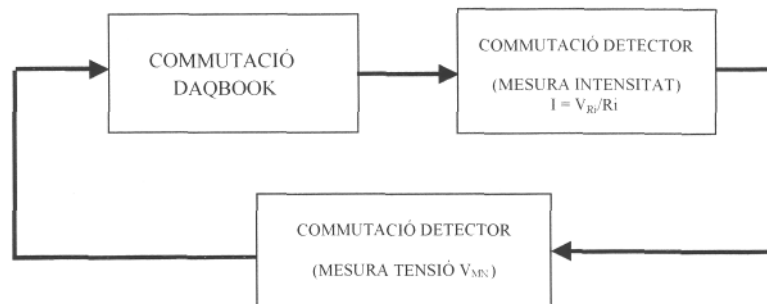 COMMUTACIÓ
DAQBOOK
COMMUTACIÓ DETECTOR
(MESURA INTENSITAT)
I = V_Ri/Ri
COMMUTACIÓ DETECTOR
(MESURA TENSIÓ V_MN)